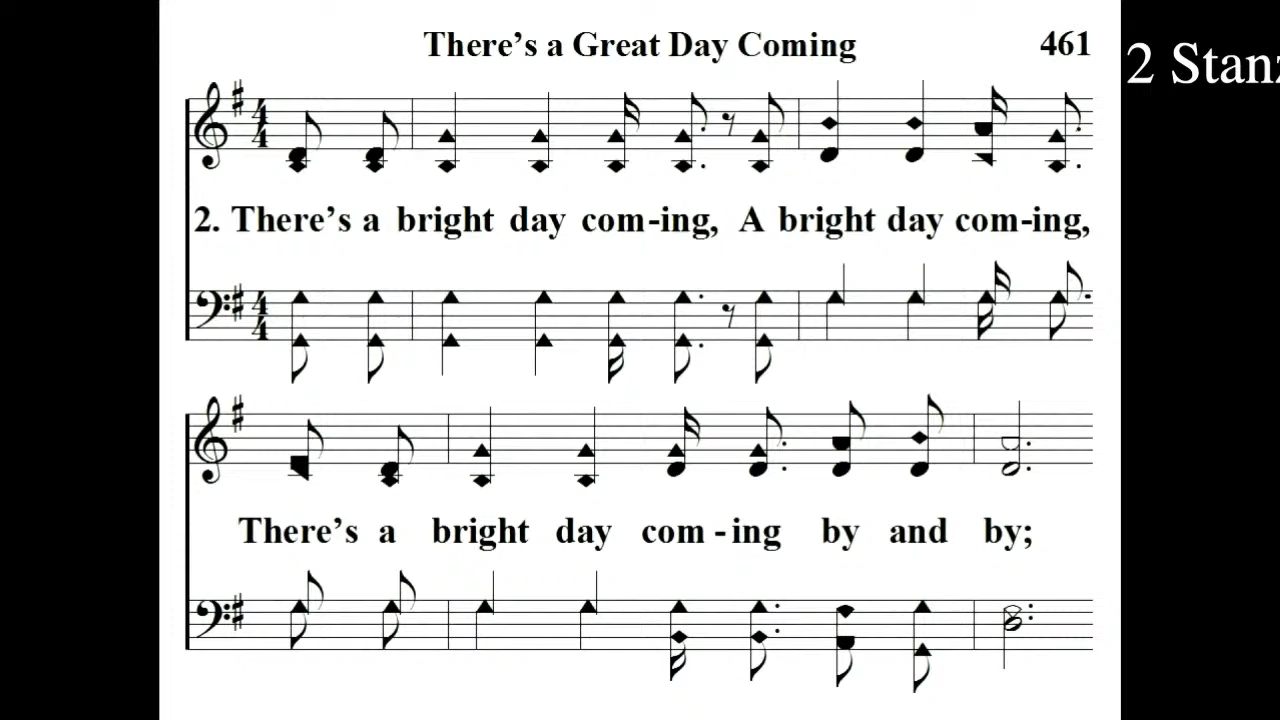 There's a Great Day Coming 461
2 Stanz
2. There's a bright day com-ing, A bright day com-ing,
There's a bright day com - ing by and by;